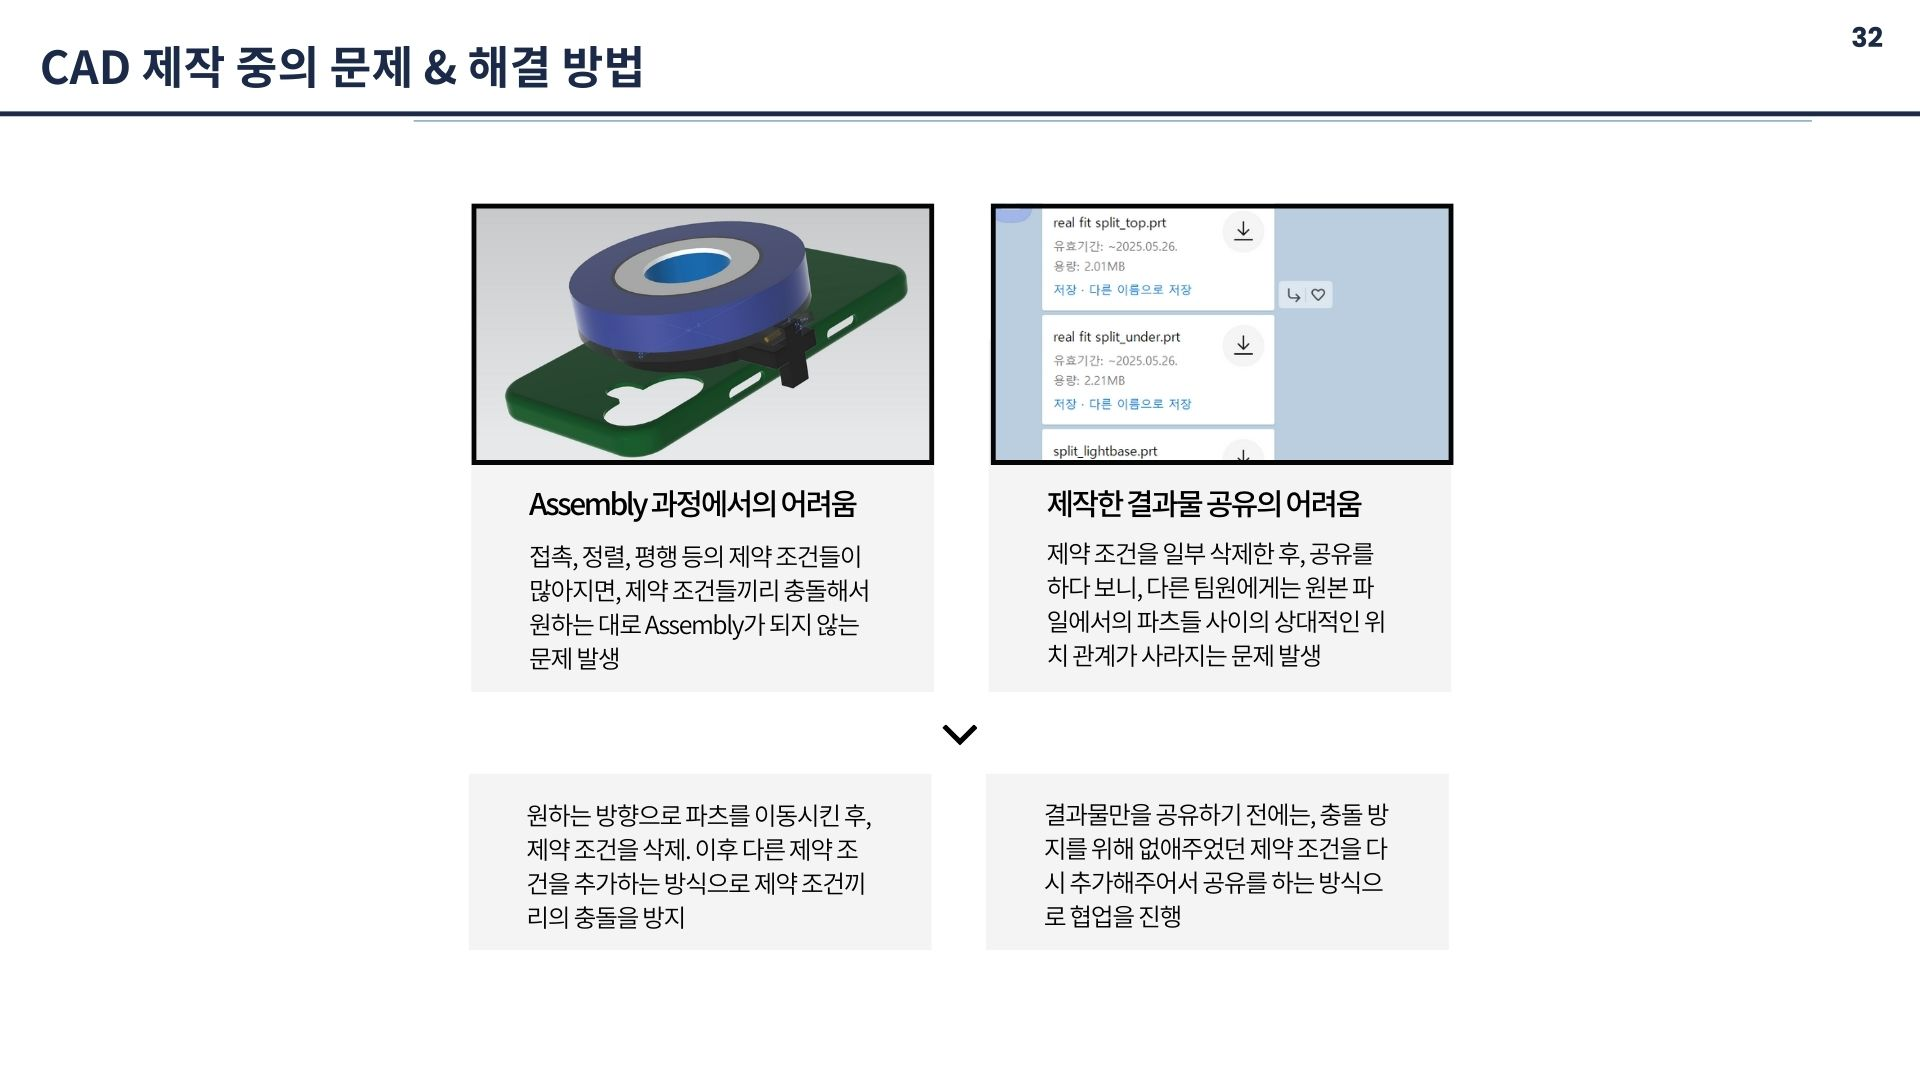 CAD 제작 중의 문제 & 해결 방법
32
real fit split_top.prt
유효기간: ~2025.05.26.
용량: 2.01MB
저장 · 다른 이름으로 저장
real fit split_under.prt
유효기간: ~2025.05.26.
용량: 2.21MB
저장 · 다른 이름으로 저장
split_lightbase.prt
Assembly 과정에서의 어려움
접촉, 정렬, 평행 등의 제약 조건들이
많아지면, 제약 조건들끼리 충돌해서
원하는 대로 Assembly가 되지 않는
문제 발생
제작한 결과물 공유의 어려움
제약 조건을 일부 삭제한 후, 공유를
하다 보니, 다른 팀원에게는 원본 파
일에서의 파츠들 사이의 상대적인 위
치 관계가 사라지는 문제 발생
원하는 방향으로 파츠를 이동시킨 후,
제약 조건을 삭제. 이후 다른 제약 조
건을 추가하는 방식으로 제약 조건끼
리의 충돌을 방지
결과물만을 공유하기 전에는, 충돌 방
지를 위해 없애주었던 제약 조건을 다
시 추가해주어서 공유를 하는 방식으
로 협업을 진행